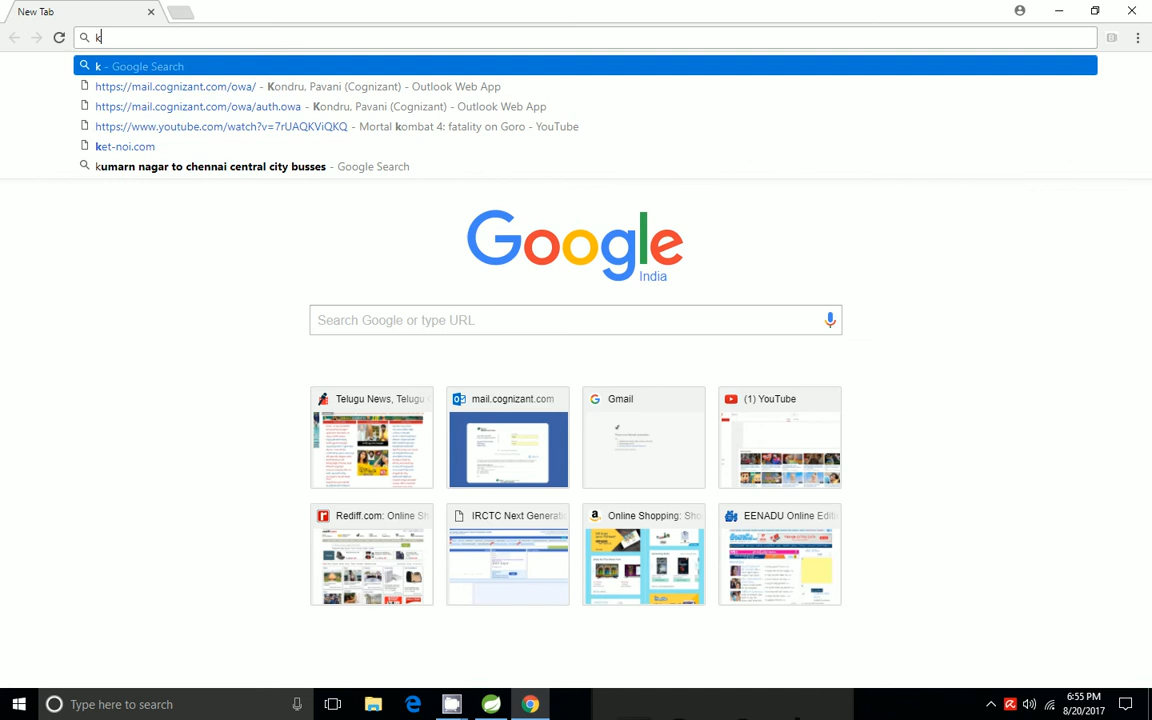 New Tab
k
k - Google Search
https://mail.cognizant.com/owa/ - Kondru, Pavani (Cognizant) - Outlook Web App
https://mail.cognizant.com/owa/auth.owa - Kondru, Pavani (Cognizant) - Outlook Web App
https://www.youtube.com/watch?v=7rUAQKViQKQ - Mortal kombat 4: fatality on Goro - YouTube
ket-noi.com
kumarn nagar to chennai central city busses - Google Search
Google
India
Search Google or type URL
Telugu News, Telugu
mail.cognizant.com
Gmail
(1) YouTube
Rediff.com: Online Sh
IRCTC Next Generati
Online Shopping: Sho
EENADU Online Editi
Type here to search
6:55 PM
8/20/2017